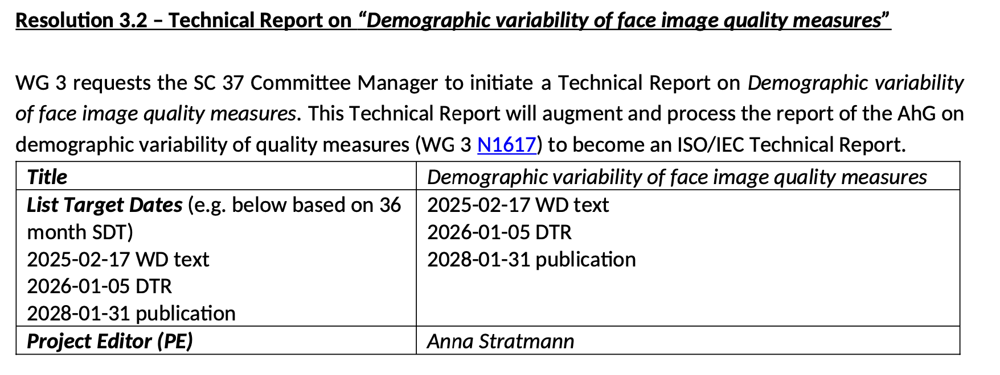 Resolution 3.2 – Technical Report on “Demographic variability of face image quality measures”
WG 3 requests the SC 37 Committee Manager to initiate a Technical Report on Demographic variability
of face image quality measures. This Technical Report will augment and process the report of the AhG on
demographic variability of quality measures (WG 3 N1617) to become an ISO/IEC Technical Report.
Title
Demographic variability of face image quality measures
List Target Dates (e.g. below based on 36
month SDT)
2025-02-17 WD text
2026-01-05 DTR
2028-01-31 publication
2025-02-17 WD text
2026-01-05 DTR
2028-01-31 publication
Project Editor (PE)
Anna Stratmann